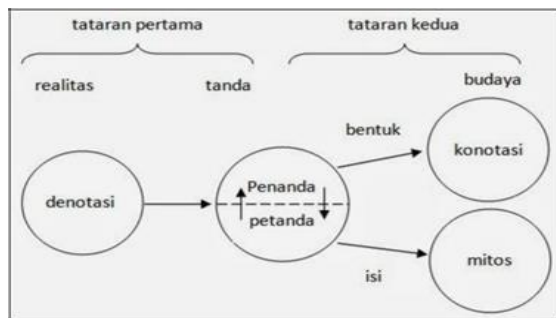 tataran pertama tataran kedua
realitas tanda budaya
bentuk
konotasi
Penanda
denotasi
petanda
mitos
isi